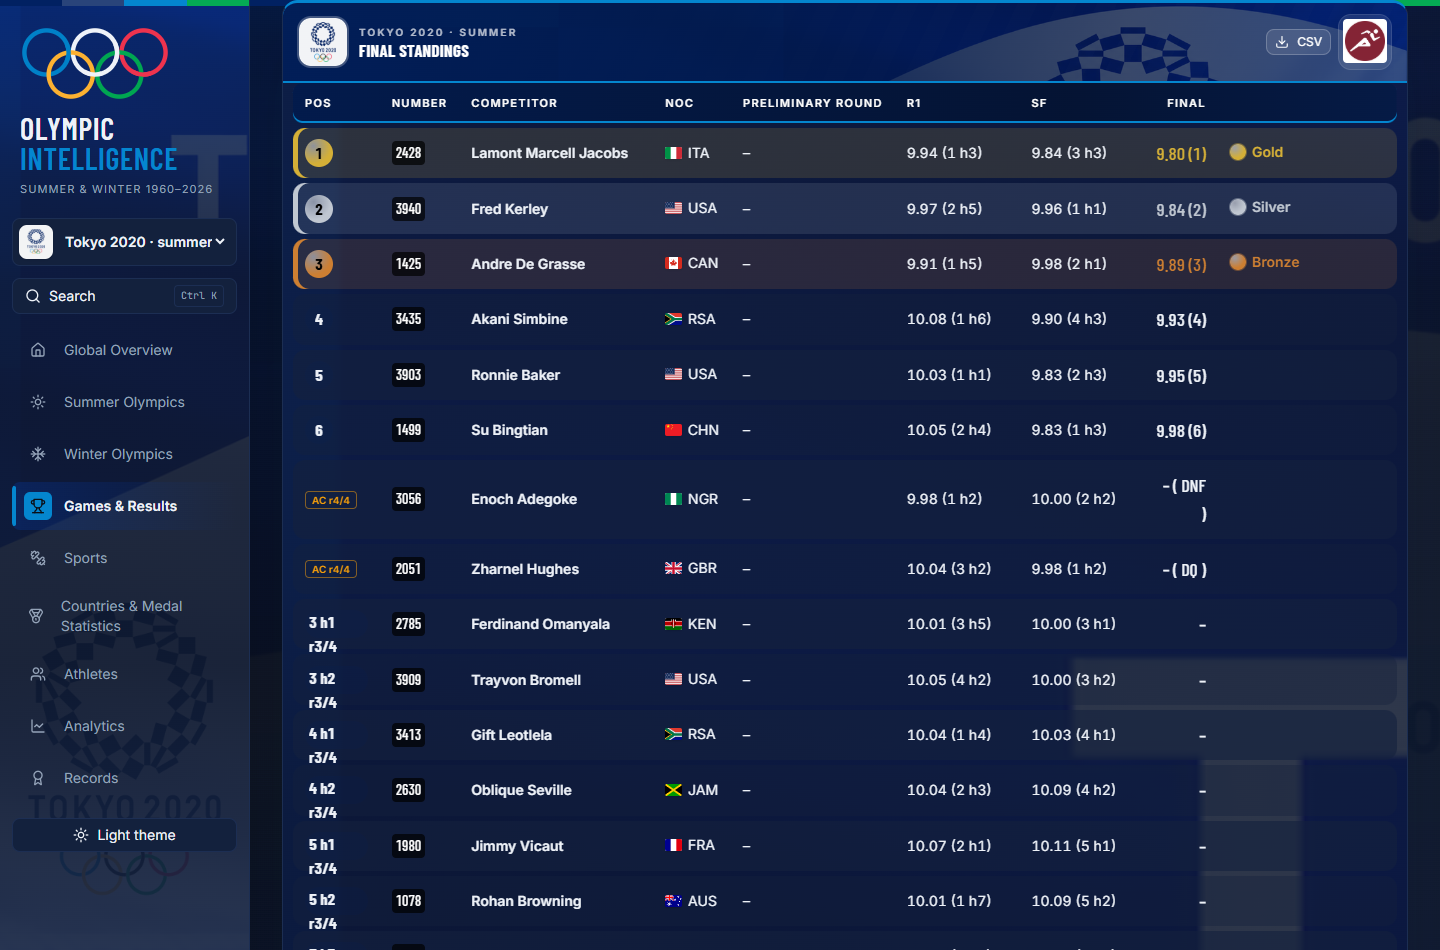 OLYMPIC
INTELLIGENCE
SUMMER & WINTER 1960–2026
Tokyo 2020 · summer
Search
Ctrl K
Global Overview
Summer Olympics
Winter Olympics
Games & Results
Sports
Countries & Medal
Statistics
Athletes
Analytics
Records
TOKYO 2020
Light theme
TOKYO 2020
TOKYO 2020 · SUMMER
FINAL STANDINGS
CSV
POS NUMBER COMPETITOR NOC PRELIMINARY ROUND R1 SF FINAL
1 2428 Lamont Marcell Jacobs ITA – 9.94 (1 h3) 9.84 (3 h3) 9.80 (1) Gold
2 3940 Fred Kerley USA – 9.97 (2 h5) 9.96 (1 h1) 9.84 (2) Silver
3 1425 Andre De Grasse CAN – 9.91 (1 h5) 9.98 (2 h1) 9.89 (3) Bronze
4 3435 Akani Simbine RSA – 10.08 (1 h6) 9.90 (4 h3) 9.93 (4)
5 3903 Ronnie Baker USA – 10.03 (1 h1) 9.83 (2 h3) 9.95 (5)
6 1499 Su Bingtian CHN – 10.05 (2 h4) 9.83 (1 h3) 9.98 (6)
AC r4/4 3056 Enoch Adegoke NGR – 9.98 (1 h2) 10.00 (2 h2) – ( DNF
)
AC r4/4 2051 Zharnel Hughes GBR – 10.04 (3 h2) 9.98 (1 h2) – ( DQ )
3 h1
r3/4 2785 Ferdinand Omanyala KEN – 10.01 (3 h5) 10.00 (3 h1) –
3 h2
r3/4 3909 Trayvon Bromell USA – 10.05 (4 h2) 10.00 (3 h2) –
4 h1
r3/4 3413 Gift Leotlela RSA – 10.04 (1 h4) 10.03 (4 h1) –
4 h2
r3/4 2630 Oblique Seville JAM – 10.04 (2 h3) 10.09 (4 h2) –
5 h1
r3/4 1980 Jimmy Vicaut FRA – 10.07 (2 h1) 10.11 (5 h1) –
5 h2
r3/4 1078 Rohan Browning AUS – 10.01 (1 h7) 10.09 (5 h2) –